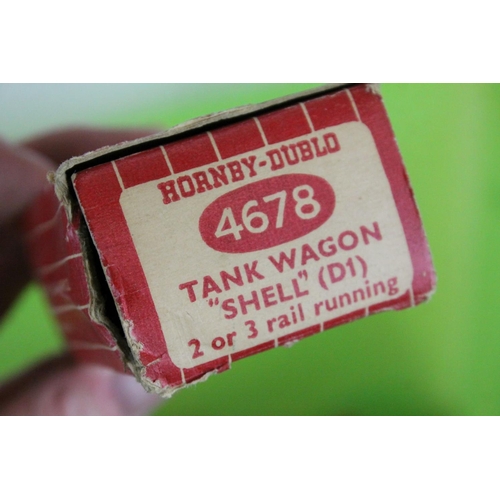 HORNBY-DUBLO
4678
TANK WAGON
"SHELL" (D1)
2 or 3 rail running